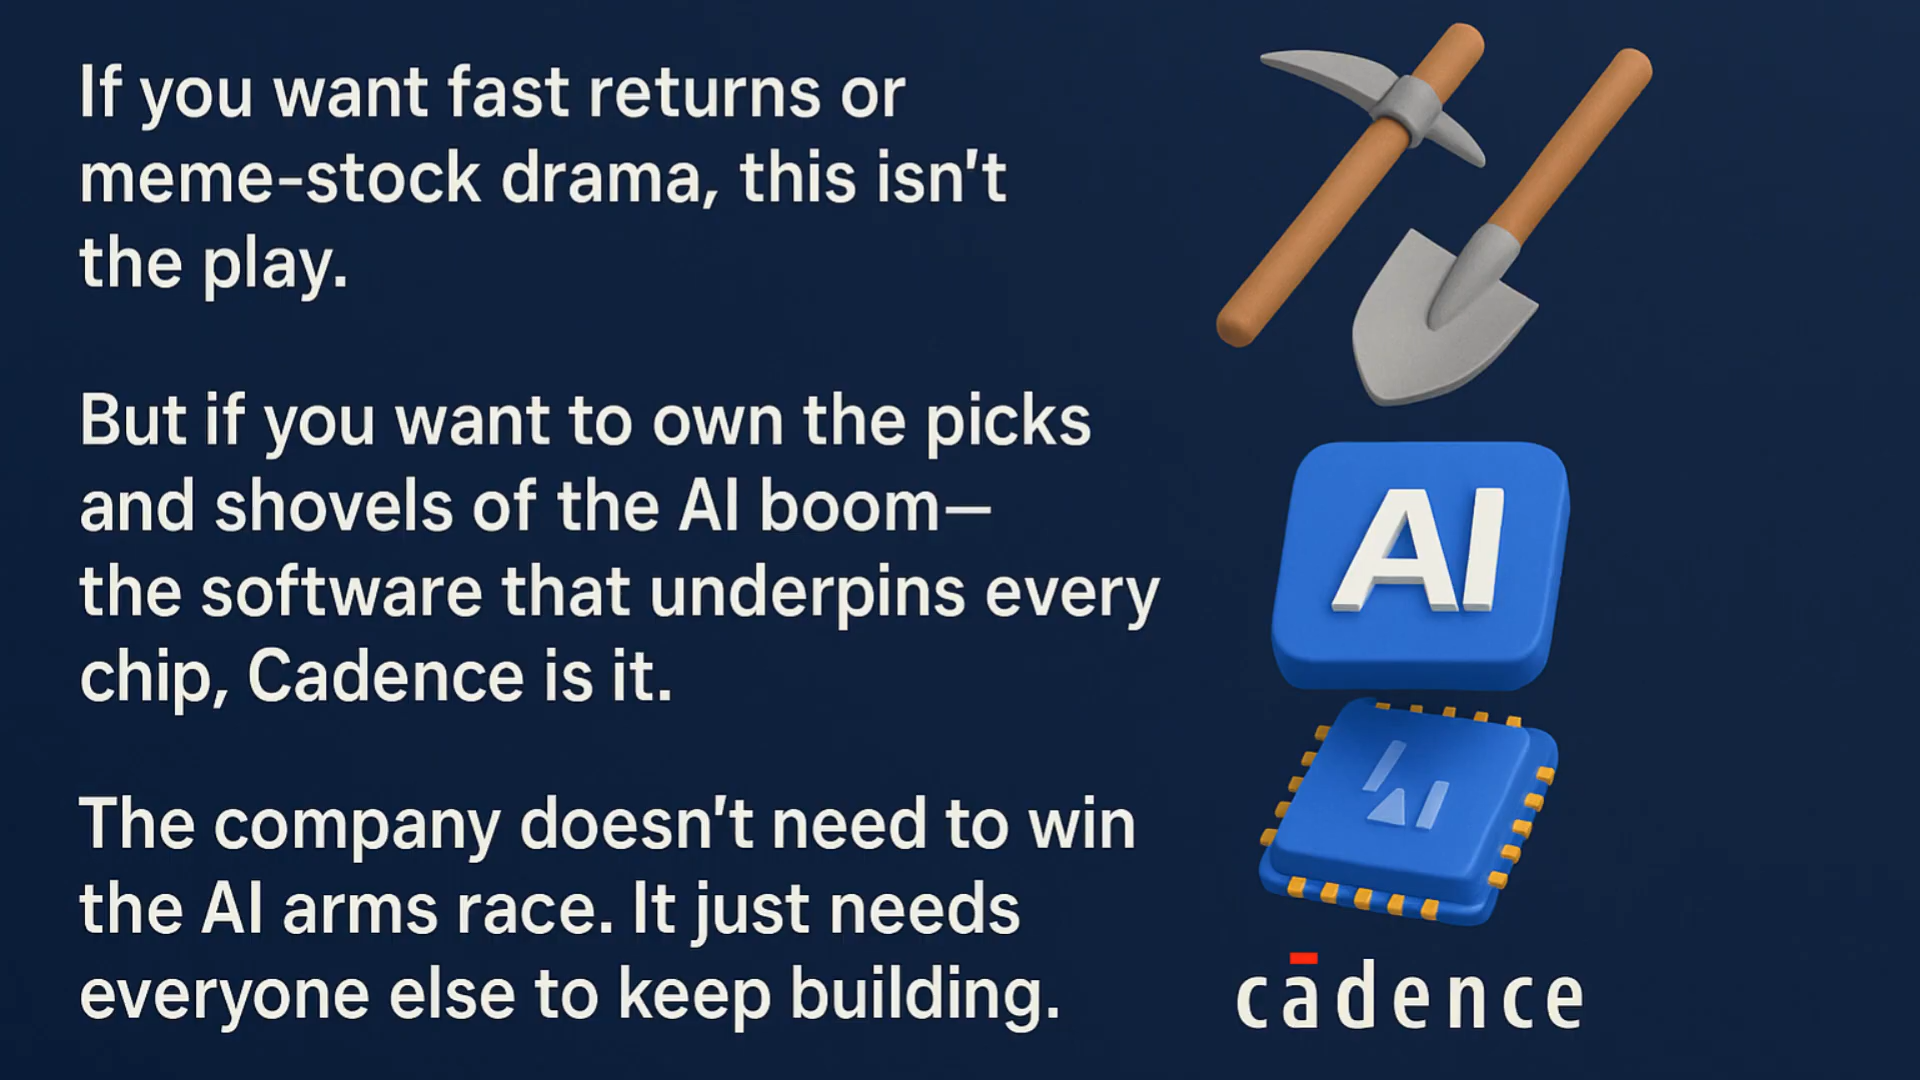 If you want fast returns or
meme-stock drama, this isn't
the play.
But if you want to own the picks
and shovels of the AI boom—
the software that underpins every
chip, Cadence is it.
The company doesn't need to win
the AI arms race. It just needs
everyone else to keep building.
AI
AI
cādence